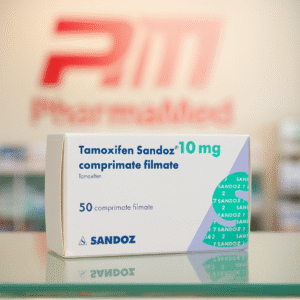 PM
PharmaMed
Tamoxifen Sandoz® 10 mg
comprimate filmate
Tamoxifen
50 comprimate filmate
SANDOZ